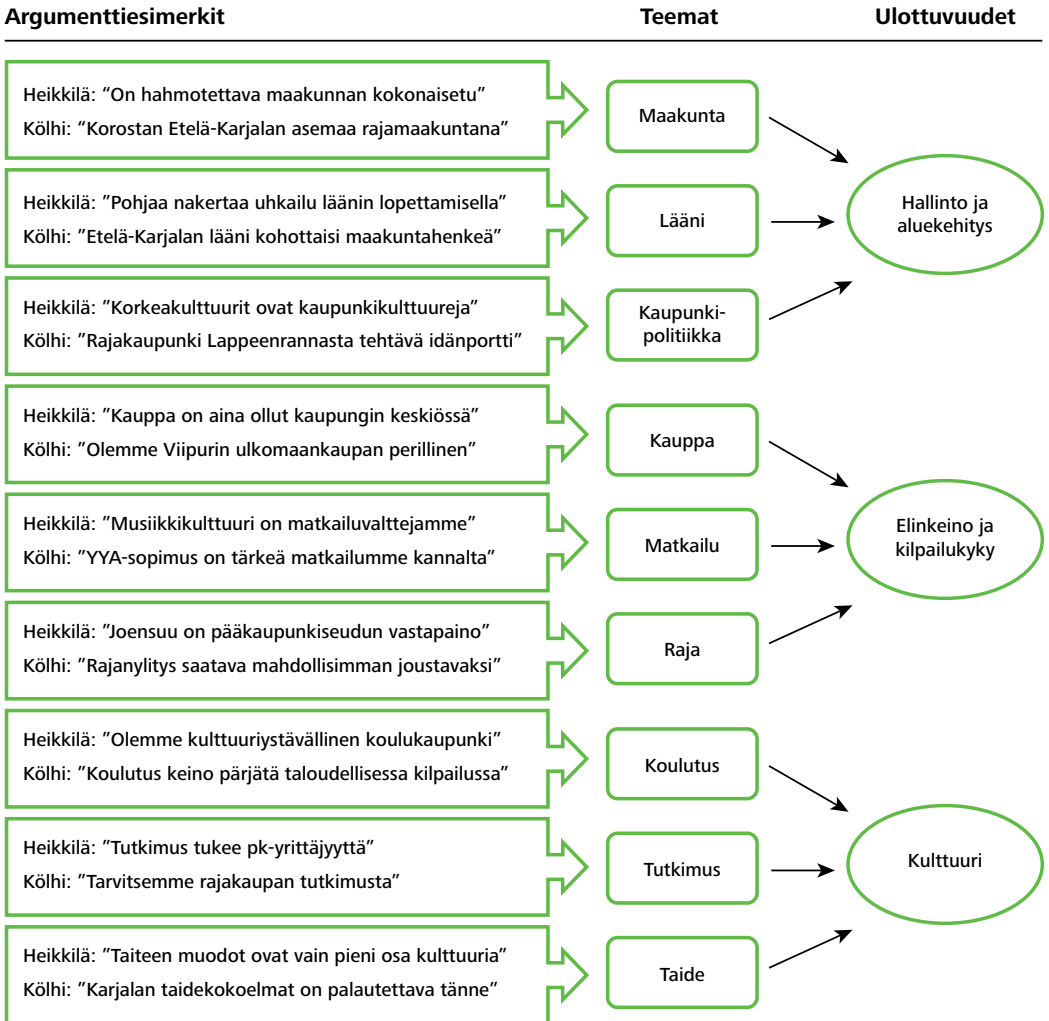 Argumenttiesimerkit Teemat Ulottuvuudet
Heikkilä: “On hahmotettava maakunnan kokonaisetu”
Kölhi: “Korostan Etelä-Karjalan asemaa rajamaakuntana”
Maakunta
Heikkilä: ”Pohjaa nakertaa uhkailu läänin lopettamisella”
Kölhi: ”Etelä-Karjalan lääni kohottaisi maakuntahenkeä”
Lääni
Heikkilä: ”Korkeakulttuurit ovat kaupunkikulttuureja”
Kölhi: ”Rajakaupunki Lappeenrannasta tehtävä idänportti”
Kaupunki-
politiikka
Hallinto ja
aluekehitys
Heikkilä: ”Kauppa on aina ollut kaupungin keskiössä”
Kölhi: ”Olemme Viipurin ulkomaankaupan perillinen”
Kauppa
Heikkilä: ”Musiikkikulttuuri on matkailuvalttejamme”
Kölhi: ”YYA-sopimus on tärkeä matkailumme kannalta”
Matkailu
Heikkilä: ”Joensuu on pääkaupunkiseudun vastapaino”
Kölhi: ”Rajanylitys saatava mahdollisimman joustavaksi”
Raja
Elinkeino ja
kilpailukyky
Heikkilä: ”Olemme kulttuuriystävällinen koulukaupunki”
Kölhi: ”Koulutus keino pärjätä taloudellisessa kilpailussa”
Koulutus
Heikkilä: ”Tutkimus tukee pk-yrittäjyyttä”
Kölhi: ”Tarvitsemme rajakaupan tutkimusta”
Tutkimus
Heikkilä: ”Taiteen muodot ovat vain pieni osa kulttuuria”
Kölhi: ”Karjalan taidekokoelmat on palautettava tänne”
Taide
Kulttuuri